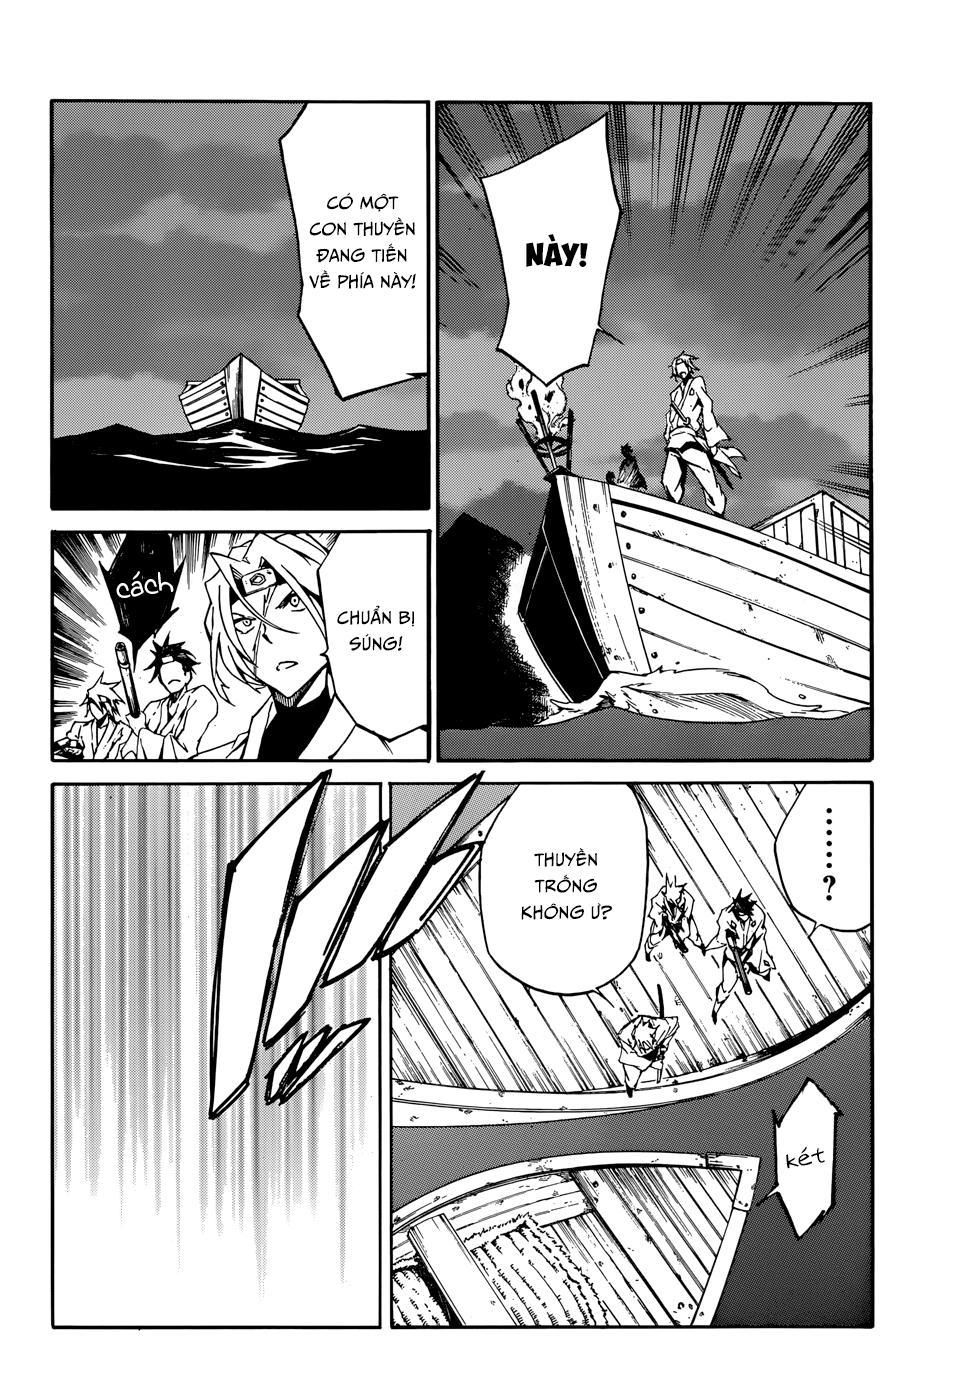 NÀY!
CÓ MỘT
CON THUYỀN
ĐANG TIẾN
VỀ PHÍA NÀY!
CHUẨN BỊ
SÚNG!
cách
.......?
THUYỀN
TRỐNG
KHÔNG Ư?
két